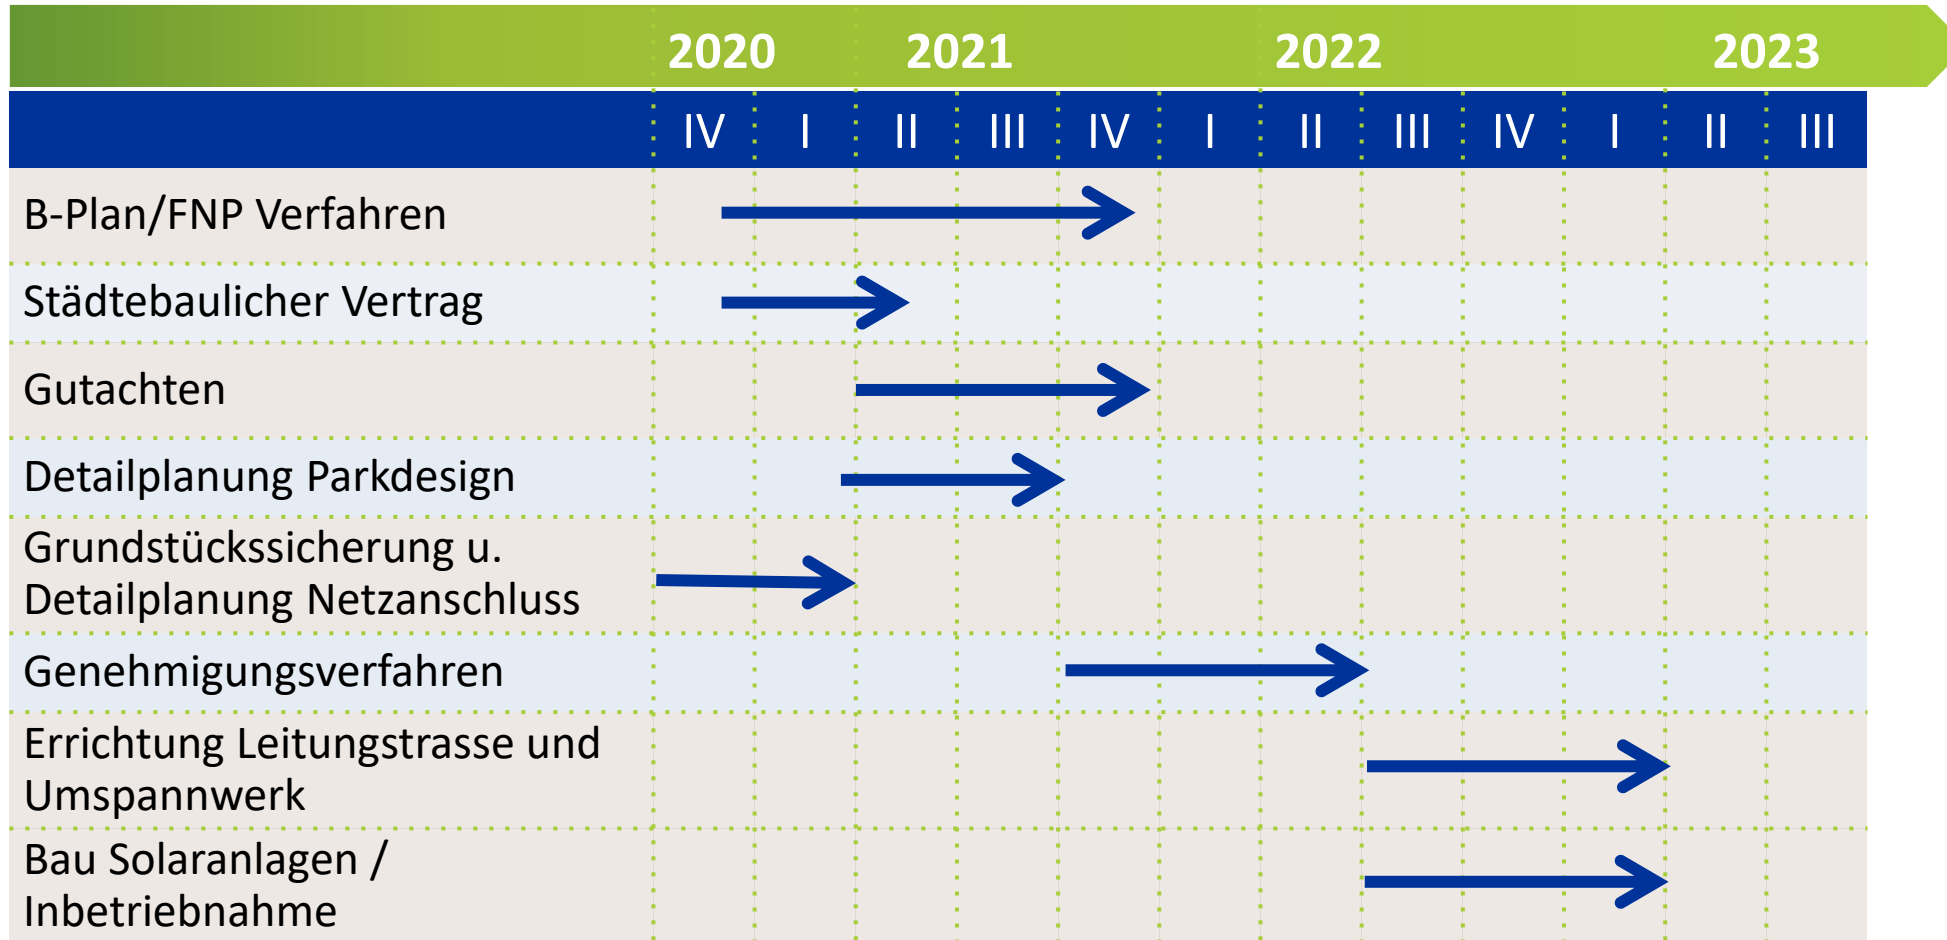 2020 2021 2022 2023
IV I II III IV I II III IV I II III
B-Plan/FNP Verfahren
Städtebaulicher Vertrag
Gutachten
Detailplanung Parkdesign
Grundstückssicherung u.
Detailplanung Netzanschluss
Genehmigungsverfahren
Errichtung Leitungstrasse und
Umspannwerk
Bau Solaranlagen /
Inbetriebnahme